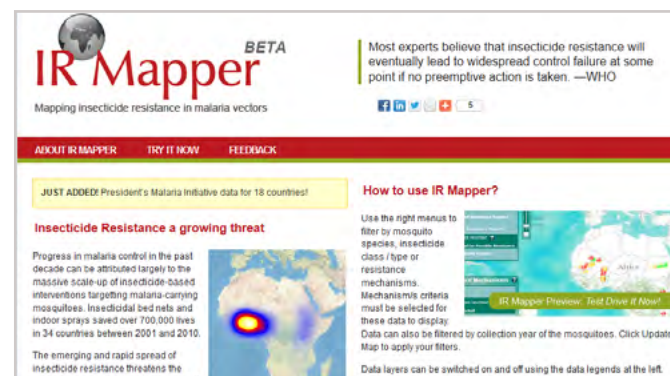 IR Mapper BETA
Mapping insecticide resistance in malaria vectors
Most experts believe that insecticide resistance will
eventually lead to widespread control failure at some
point if no preemptive action is taken. —WHO
5
ABOUT IR MAPPER TRY IT NOW FEEDBACK
JUST ADDED! President's Malaria Initiative data for 18 countries!
Insecticide Resistance a growing threat
Progress in malaria control in the past
decade can be attributed largely to the
massive scale-up of insecticide-based
interventions targetting malaria-carrying
mosquitoes. Insecticidal bed nets and
indoor sprays saved over 700,000 lives
in 34 countries between 2001 and 2010.
The emerging and rapid spread of
insecticide resistance threatens the
How to use IR Mapper?
Use the right menus to
filter by mosquito
species, insecticide
class / type or
resistance
mechanisms.
Mechanism/s criteria
must be selected for
these data to display.
Africa
IR Mapper Preview: Test Drive It Now!
Data can also be filtered by collection year of the mosquitoes. Click Update
Map to apply your filters.
Data layers can be switched on and off using the data legends at the left.